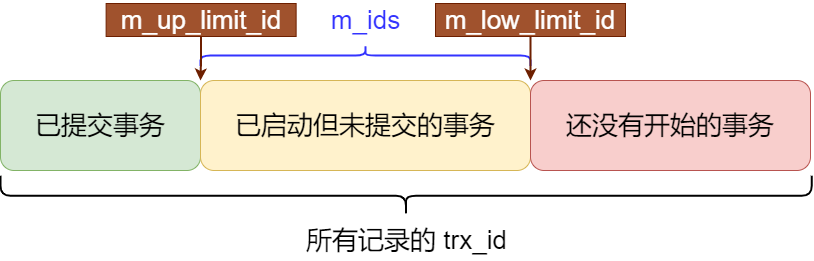 m_up_limit_id
m_ids
m_low_limit_id
已提交事务
已启动但未提交的事务
还没有开始的事务
所有记录的 trx_id